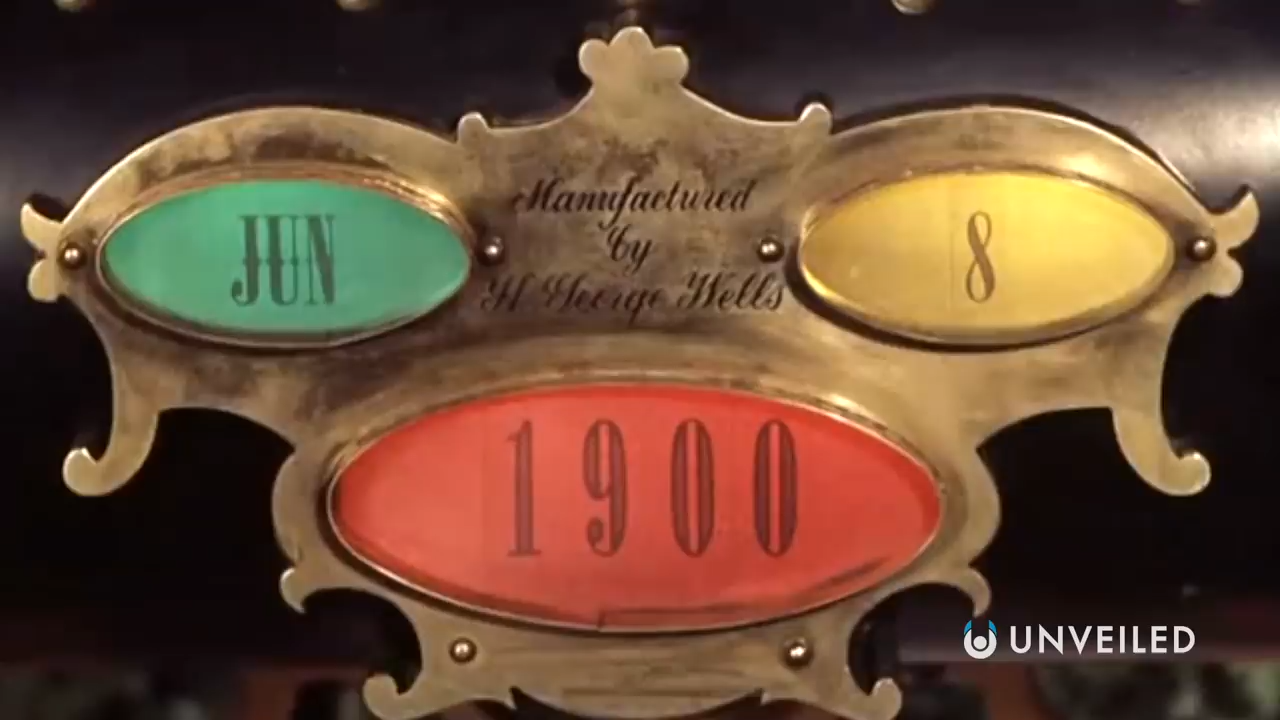 Manufactured
by
H George Wells
JUN
8
1900
UNVEILED